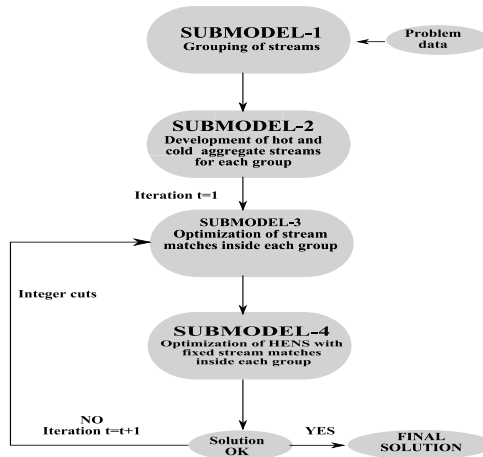 SUBMODEL-1
Grouping of streams
Problem
data
SUBMODEL-2
Development of hot and
cold aggregate streams
for each group
Iteration t=1
SUBMODEL-3
Optimization of stream
matches inside each group
Integer cuts
SUBMODEL-4
Optimization of HENS with
fixed stream matches
inside each group
NO
Iteration t=t+1
Solution
OK
YES
FINAL
SOLUTION